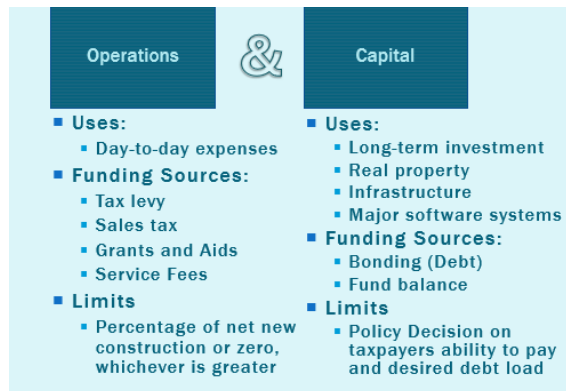 Operations
&
Capital
Uses:
Day-to-day expenses
Funding Sources:
Tax levy
Sales tax
Grants and Aids
Service Fees
Limits
Percentage of net new
construction or zero,
whichever is greater
Uses:
Long-term investment
Real property
Infrastructure
Major software systems
Funding Sources:
Bonding (Debt)
Fund balance
Limits
Policy Decision on
taxpayers ability to pay
and desired debt load